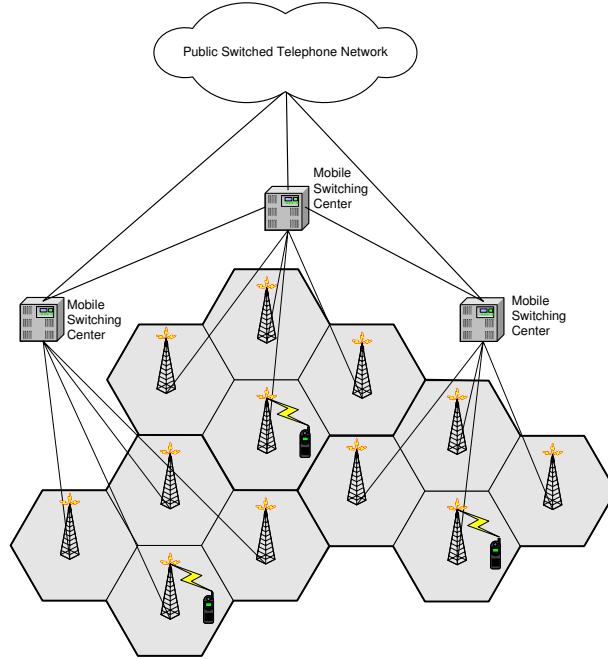 Public Switched Telephone Network
Mobile
Switching
Center
Mobile
Switching
Center
Mobile
Switching
Center